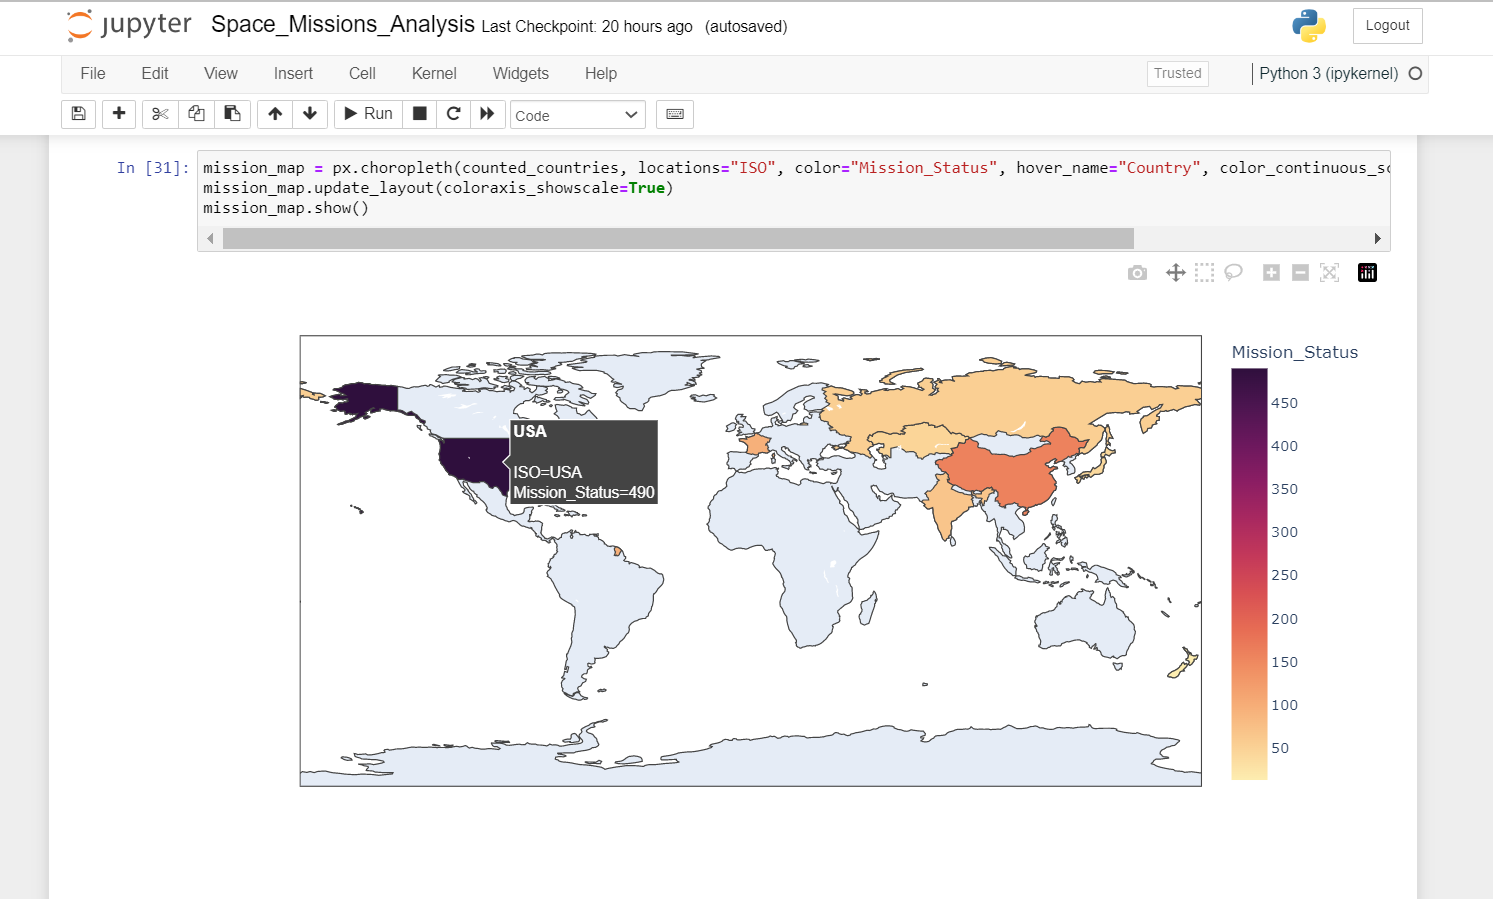 jupyter Space_Missions_Analysis Last Checkpoint: 20 hours ago (autosaved)
Logout
File Edit View Insert Cell Kernel Widgets Help
Trusted
Python 3 (ipykernel)
Run
Code
In [31]:
mission_map = px.choropleth(counted_countries, locations="ISO", color="Mission_Status", hover_name="Country", color_continuous_sc
mission_map.update_layout(coloraxis_showscale=True)
mission_map.show()
Mission_Status
450
400
350
300
250
200
150
100
50
USA
ISO=USA
Mission_Status=490